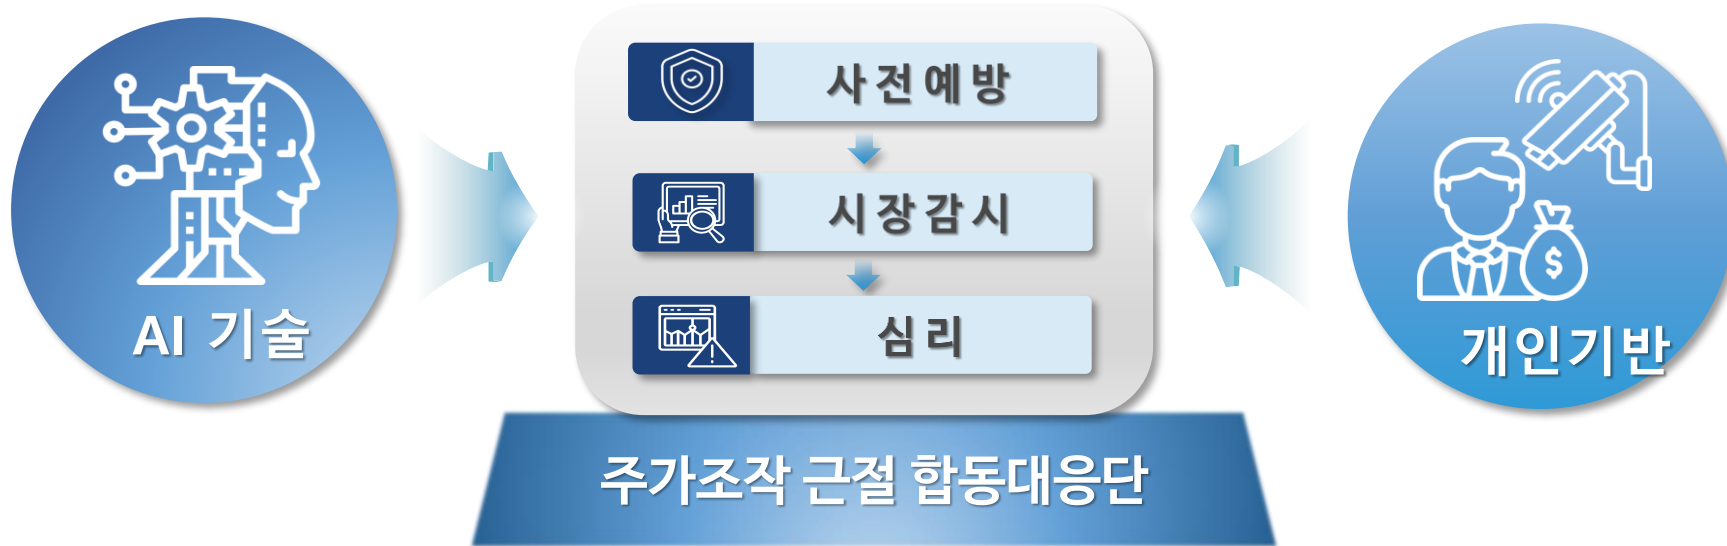 AI 기술
사전예방
시장감시
심리
개인기반
주가조작 근절 합동대응단